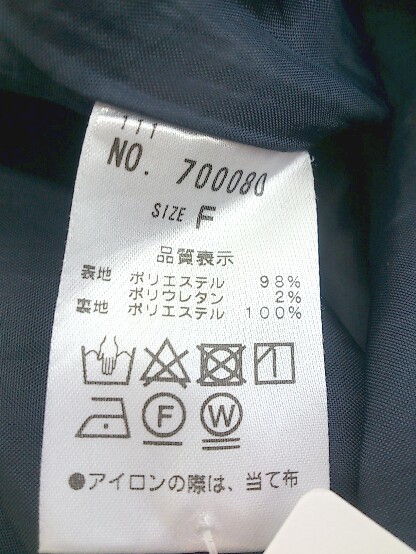 111
NO. 700080
SIZE F
品質表示
表地 ポリエステル 98%
ポリウレタン 2%
裏地 ポリエステル 100%
F W
●アイロンの際は、当て布